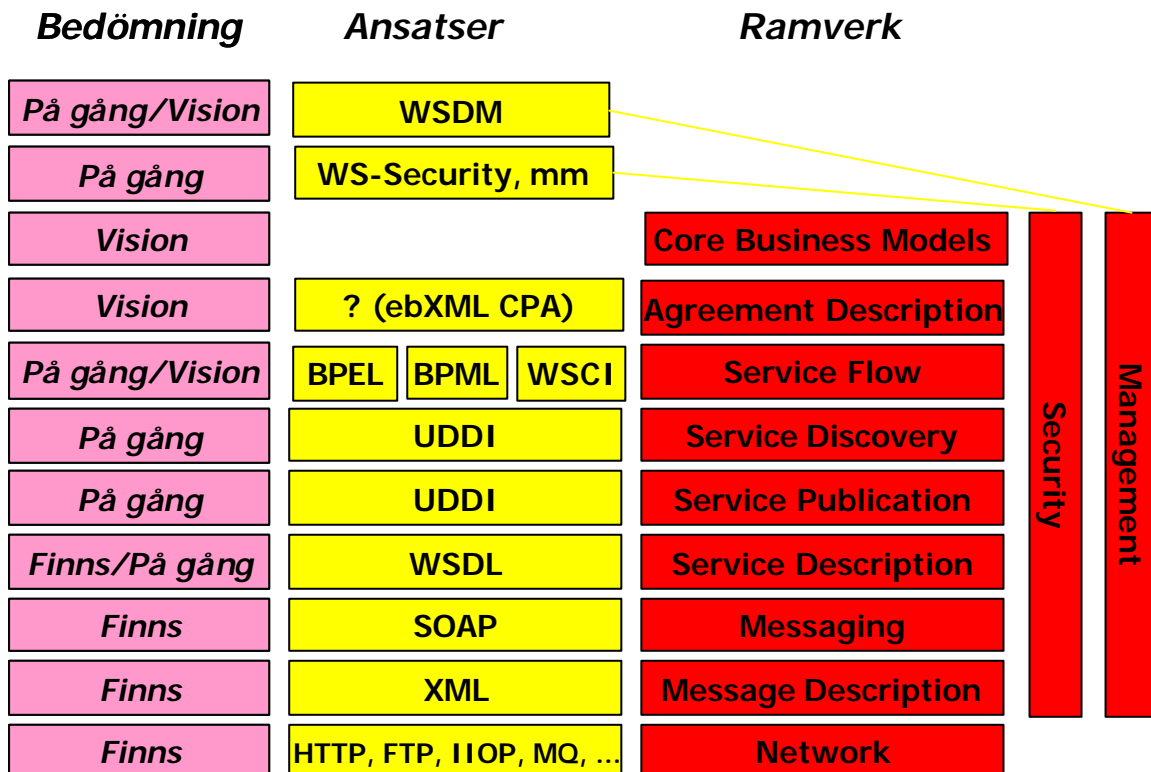 Bedömning Ansatser Ramverk
På gång/Vision WSDM
På gång WS-Security, mm
Vision Core Business Models
Vision ? (ebXML CPA) Agreement Description
På gång/Vision BPEL BPML WSCI Service Flow
På gång UDDI Service Discovery
På gång UDDI Service Publication
Finns/På gång WSDL Service Description
Finns SOAP Messaging
Finns XML Message Description
Finns HTTP, FTP, IIOP, MQ, ... Network
Security
Management